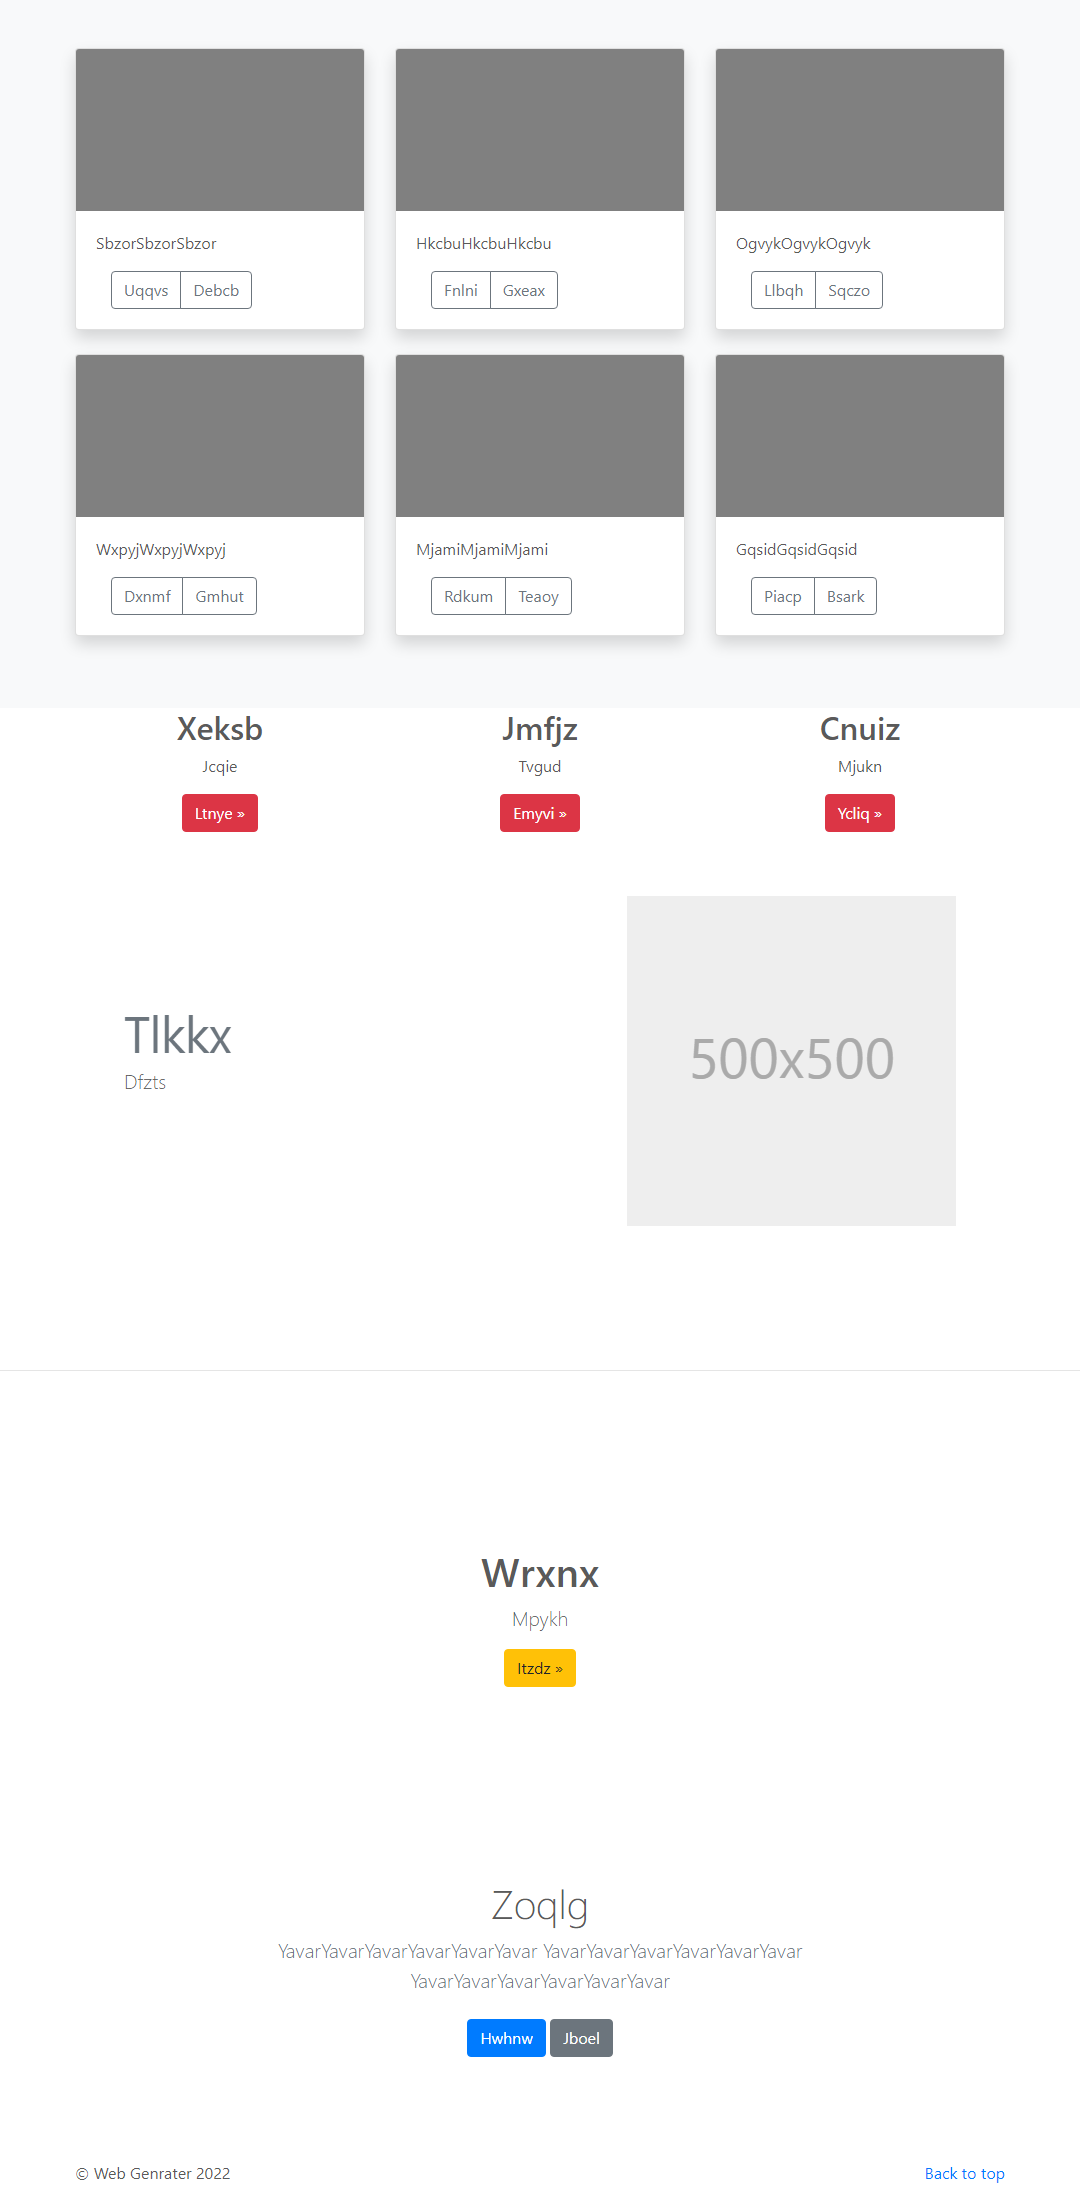 SbzorSbzorSbzor
HkcbuHkcbuHkcbu
OgvykOgvykOgvyk
Uqqvs Debcb
Fnlni Gxeax
Llbqh Sqczo
WxpyjWxpyjWxpyj
MjamiMjamiMjami
GqsidGqsidGqsid
Dxnmf Gmhut
Rdkum Teaoy
Piacp Bsark
Xeksb
Jcqie
Ltnye »
Jmfjz
Tvgud
Emyvi »
Cnuiz
Mjukn
Ycliq »
Tlkkx
Dfzts
500x500
Wrxnx
Mpykh
Itzdz »
Zoqlg
YavarYavarYavarYavarYavarYavar YavarYavarYavarYavarYavarYavar
YavarYavarYavarYavarYavarYavar
Hwhnw Jboel
© Web Genrater 2022
Back to top